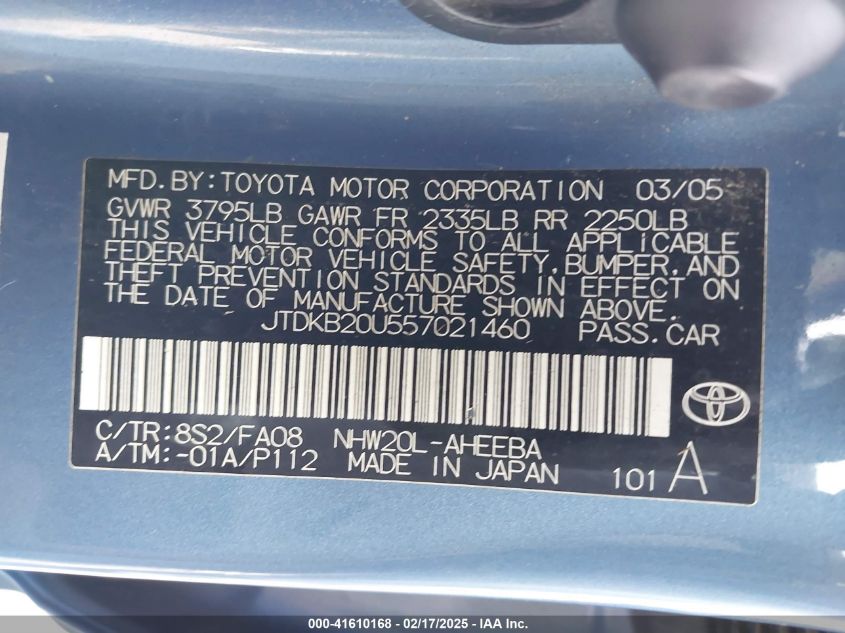 MFD.BY:TOYOTA MOTOR CORPORATION 03/05
GVWR 3795LB GAWR FR 2335LB RR 2250LB
THIS VEHICLE CONFORMS TO ALL APPLICABLE
FEDERAL MOTOR VEHICLE SAFETY,BUMPER,AND
THEFT PREVENTION STANDARDS IN EFFECT ON
THE DATE OF MANUFACTURE SHOWN ABOVE.
JTDKB20U557021460 PASS.CAR
C/TR:8S2/FA08 NHW20L-AHEEBA
A/TM:-01A/P112 MADE IN JAPAN 101 A
000-41610168 - 02/17/2025 - IAA Inc.